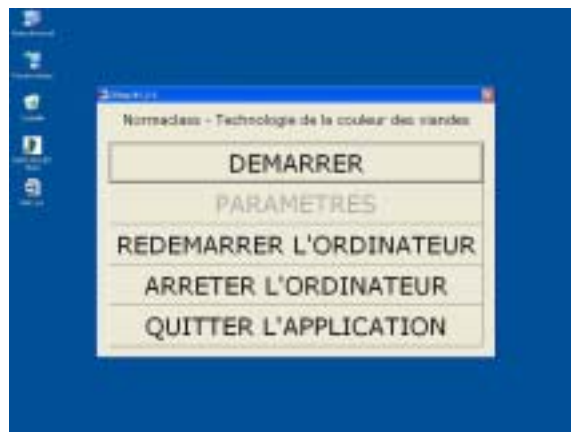 Normaclass - Technologie de la couleur des viandes
DEMARRER
PARAMETRES
REDEMARRER L'ORDINATEUR
ARRETER L'ORDINATEUR
QUITTER L'APPLICATION